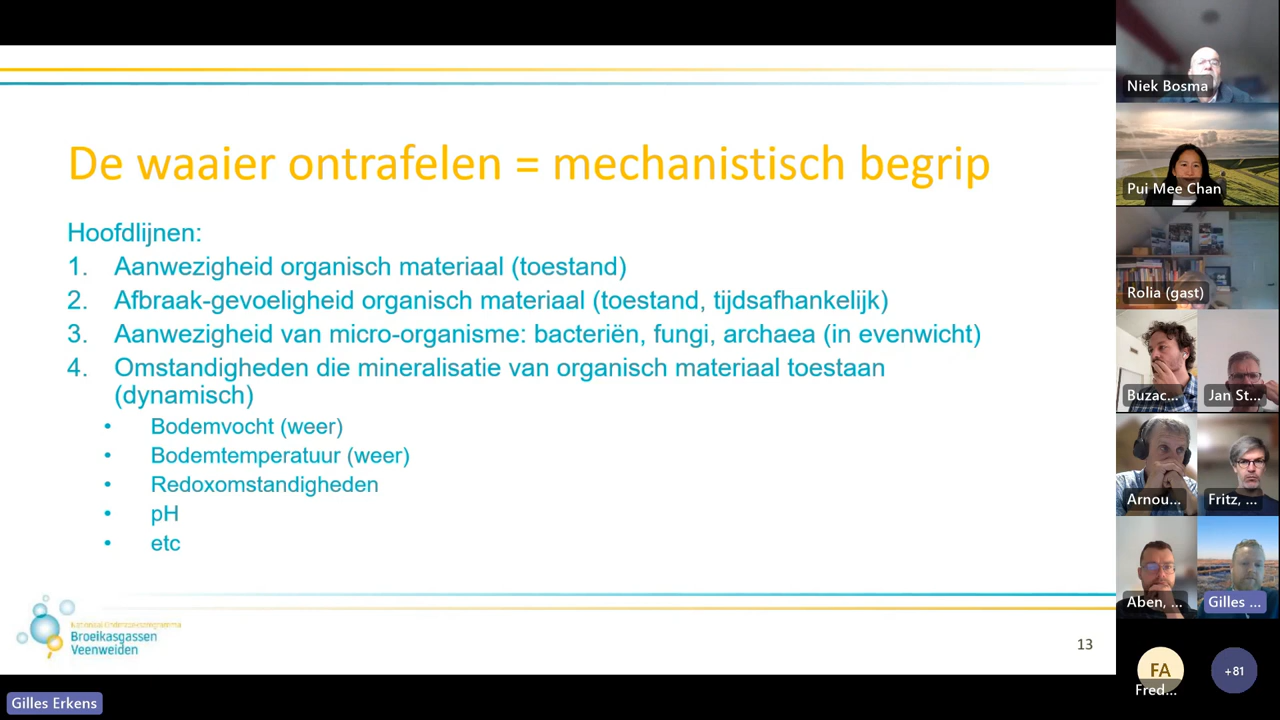 De waaier ontrafelen = mechanistisch begrip
Hoofdlijnen:
1. Aanwezigheid organisch materiaal (toestand)
2. Afbraak-gevoeligheid organisch materiaal (toestand, tijdsafhankelijk)
3. Aanwezigheid van micro-organisme: bacteriën, fungi, archaea (in evenwicht)
4. Omstandigheden die mineralisatie van organisch materiaal toestaan
(dynamisch)
• Bodemvocht (weer)
• Bodemtemperatuur (weer)
• Redoxomstandigheden
• pH
• etc
Broeikasgassen
Veenweiden
13
Gilles Erkens
Niek Bosma
Pui Mee Chan
Rolia (gast)
Buzac...
Jan St...
Arnou...
Fritz, ...
Aben, ...
Gilles ...
FA
Fred...
+81